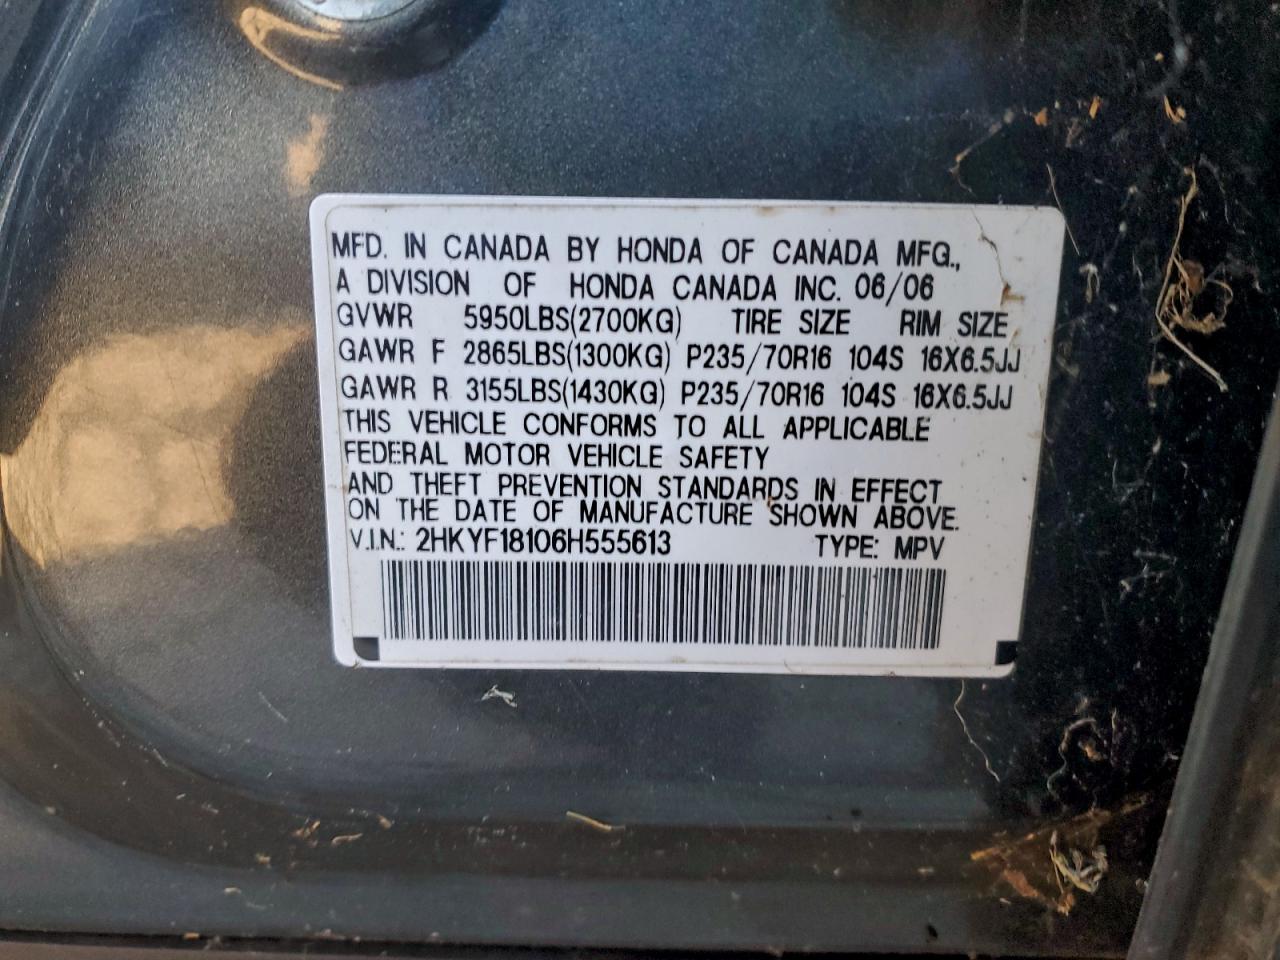 MFD. IN CANADA BY HONDA OF CANADA MFG.,
A DIVISION OF HONDA CANADA INC. 06/06
GVWR 5950LBS(2700KG) TIRE SIZE RIM SIZE
GAWR F 2865LBS(1300KG) P235/70R16 104S 16X6.5JJ
GAWR R 3155LBS(1430KG) P235/70R16 104S 16X6.5JJ
THIS VEHICLE CONFORMS TO ALL APPLICABLE
FEDERAL MOTOR VEHICLE SAFETY
AND THEFT PREVENTION STANDARDS IN EFFECT
ON THE DATE OF MANUFACTURE SHOWN ABOVE.
V.I.N.: 2HKYF18106H555613 TYPE: MPV